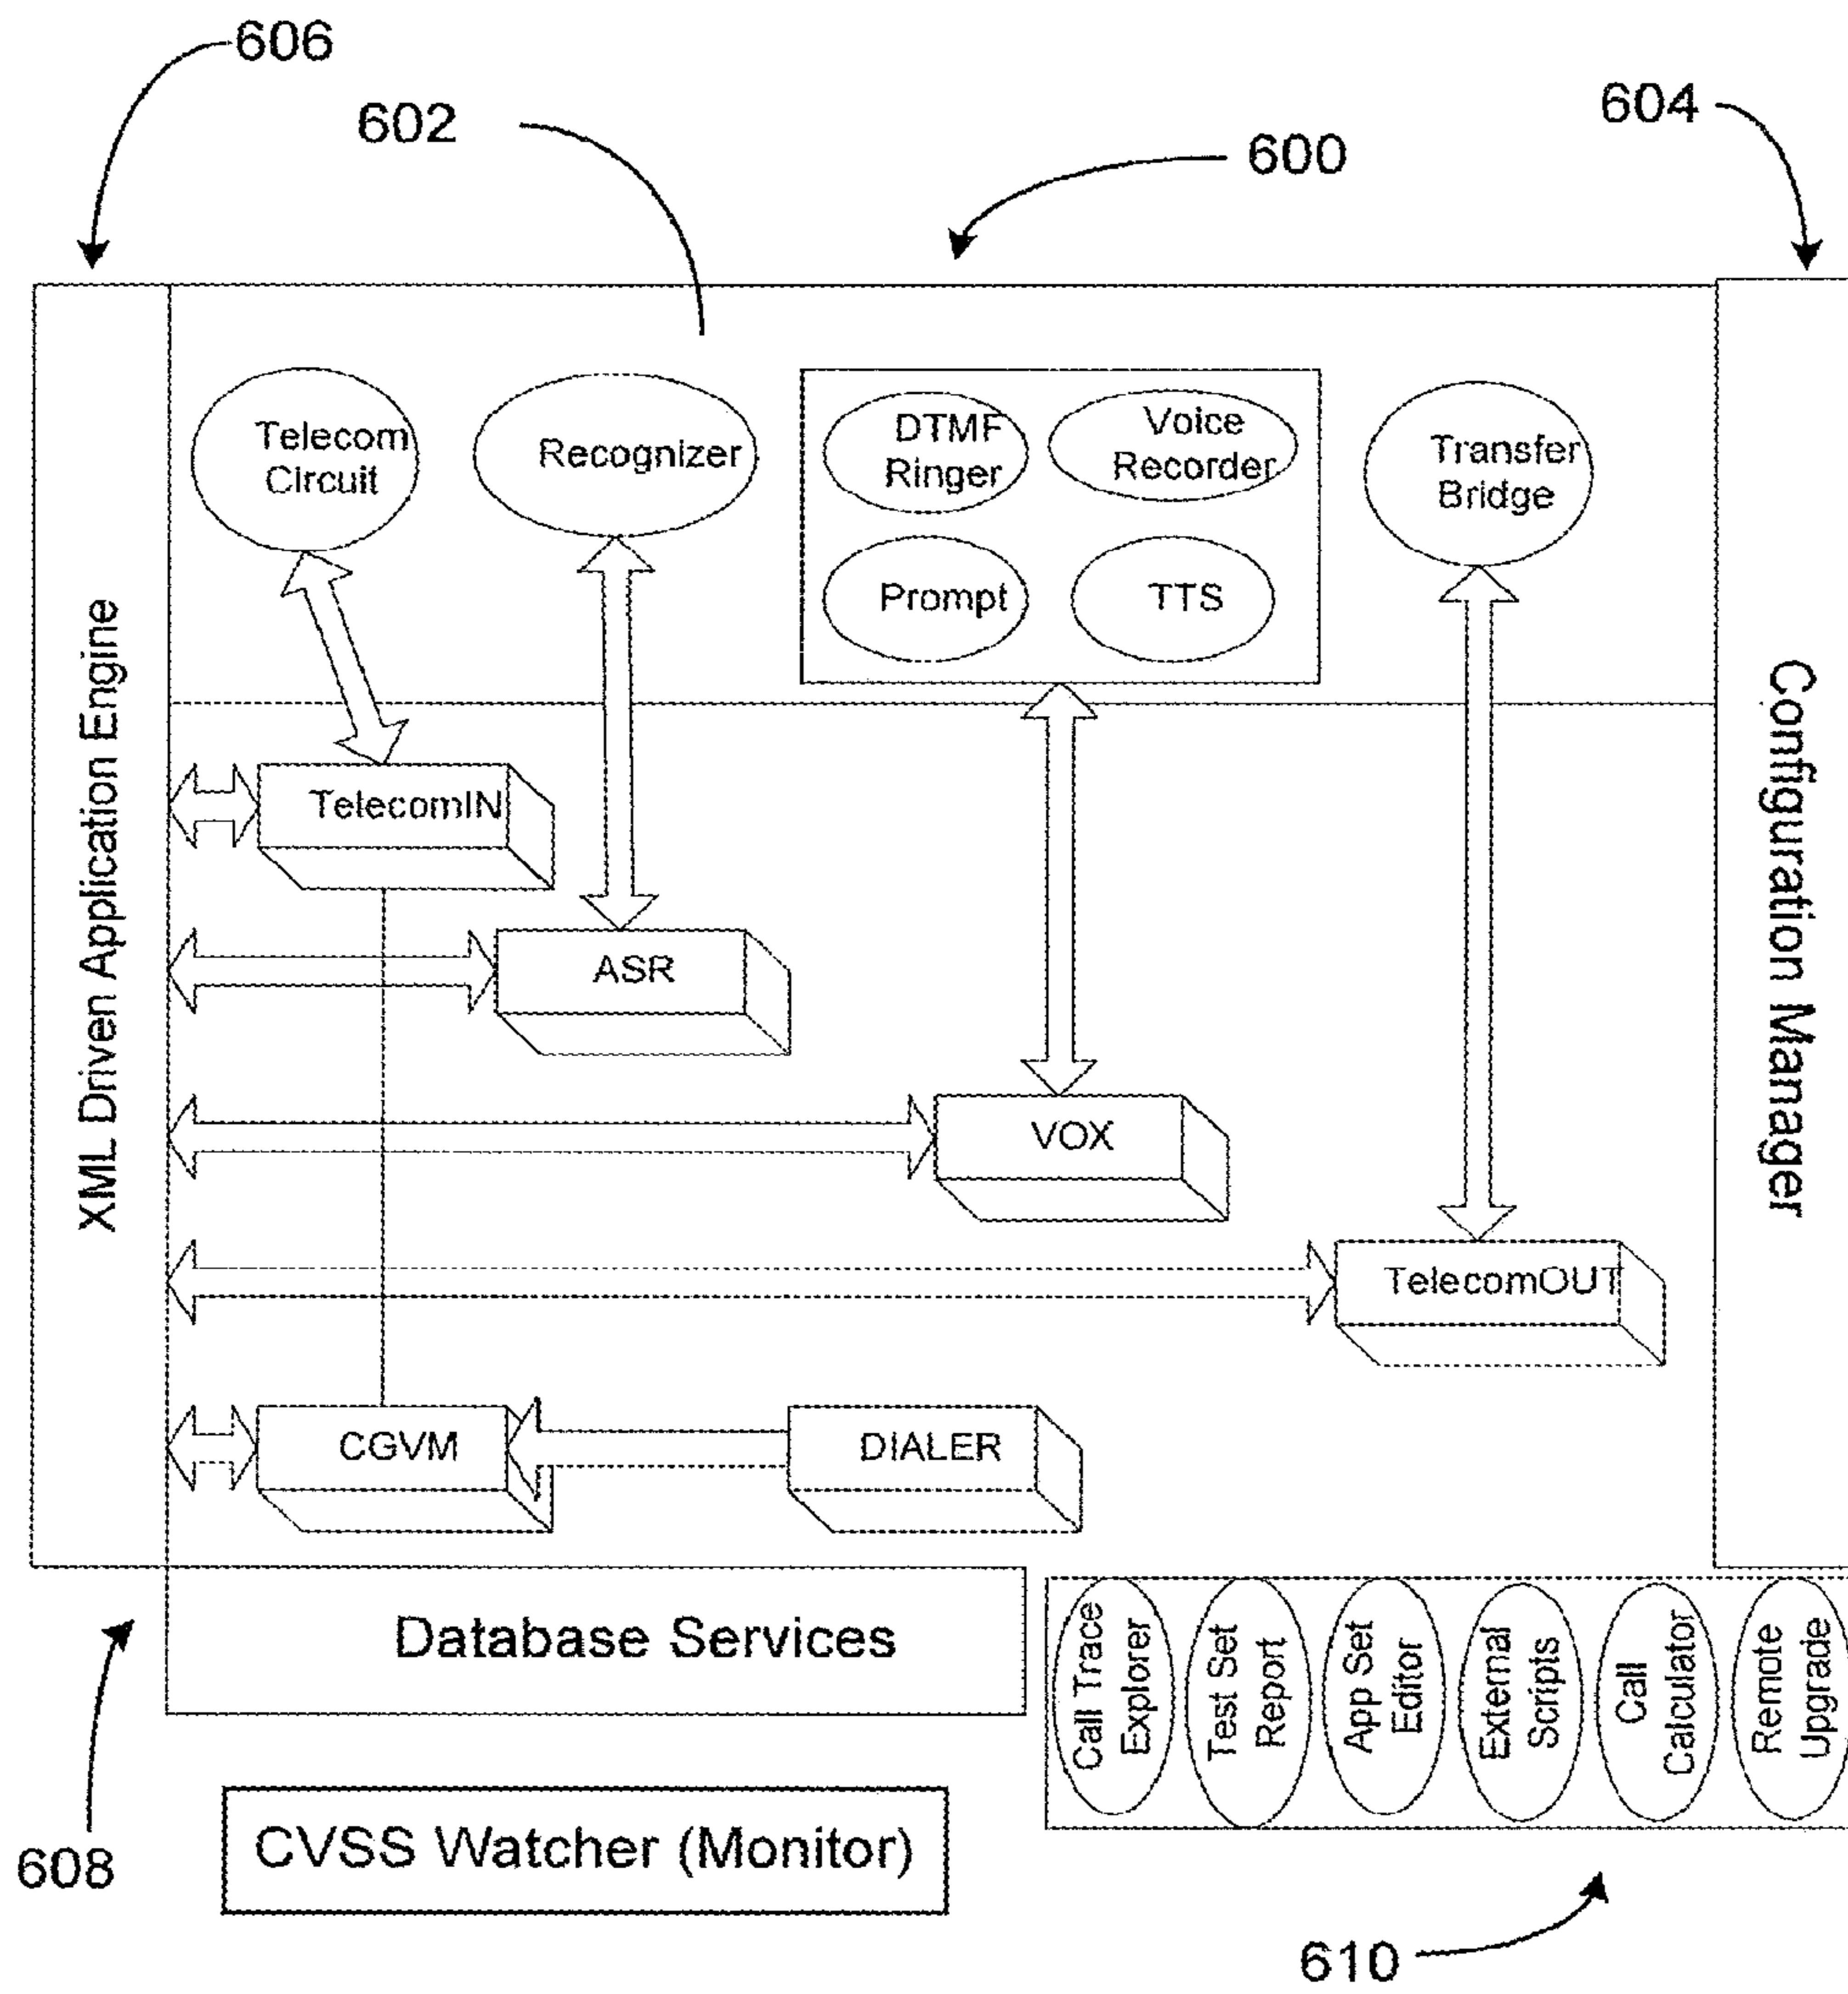 606
602
600
604
XML Driven Application Engine
Telecom
Circuit
Recognizer
DTMF
Ringer
Voice
Recorder
Prompt
TTS
Transfer
Bridge
Configuration Manager
TelecomIN
ASR
VOX
TelecomOUT
CGVM
DIALER
Database Services
Call Trace
Explorer
Test Set
Report
App Set
Editor
External
Scripts
Call
Calculator
Remote
Upgrade
608
CVSS Watcher (Monitor)
610